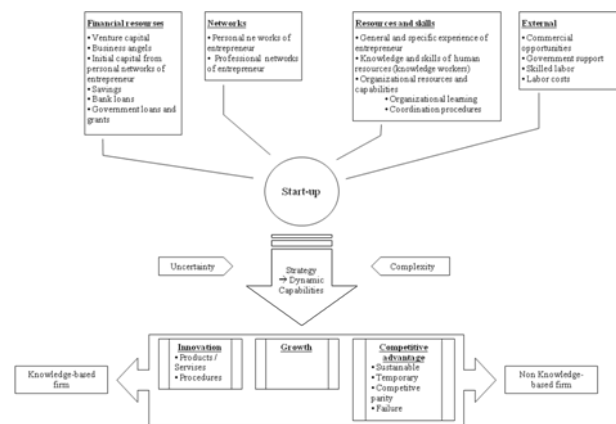 Financial resourses
• Venture capital
• Business angels
• Initial capital from
personal networks of
entrepreneur
• Savings
• Bank loans
• Government loans and
grants
Networks
• Personal ne works of
entrepreneur
• Professional networks
of entrepreneur
Resources and skills
• General and specific experience of
entrepreneur
• Knowledge and skills of human
resources (knowledge workers)
• Organizational resources and
capabilities
• Organizational learning
• Coordination procedures
External
• Commercial
opportunities
• Government support
• Skilled labor
• Labor costs
Start-up
Uncertainty
Strategy
→ Dynamic
Capabilities
Complexity
Innovation
• Products /
Servises
• Procedures
Growth
Competitive
advantage
• Sustainable
• Temporary
• Competitve
parity
• Failure
Knowledge-based
firm
Non Knowledge-
based firm